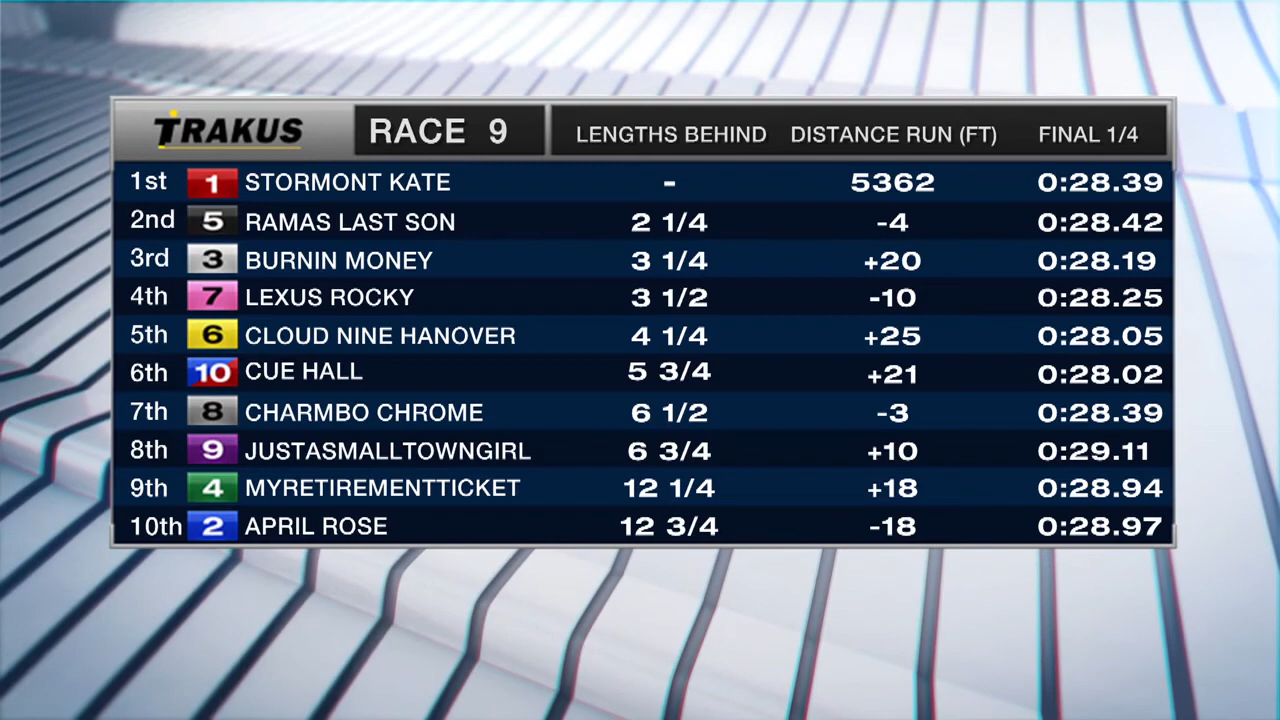 TRAKUS RACE 9 LENGTHS BEHIND DISTANCE RUN (FT) FINAL 1/4
1st 1 STORMONT KATE - 5362 0:28.39
2nd 5 RAMAS LAST SON 2 1/4 -4 0:28.42
3rd 3 BURNIN MONEY 3 1/4 +20 0:28.19
4th 7 LEXUS ROCKY 3 1/2 -10 0:28.25
5th 6 CLOUD NINE HANOVER 4 1/4 +25 0:28.05
6th 10 CUE HALL 5 3/4 +21 0:28.02
7th 8 CHARMBO CHROME 6 1/2 -3 0:28.39
8th 9 JUSTASMALLTOWNGIRL 6 3/4 +10 0:29.11
9th 4 MYRETIREMENTTICKET 12 1/4 +18 0:28.94
10th 2 APRIL ROSE 12 3/4 -18 0:28.97